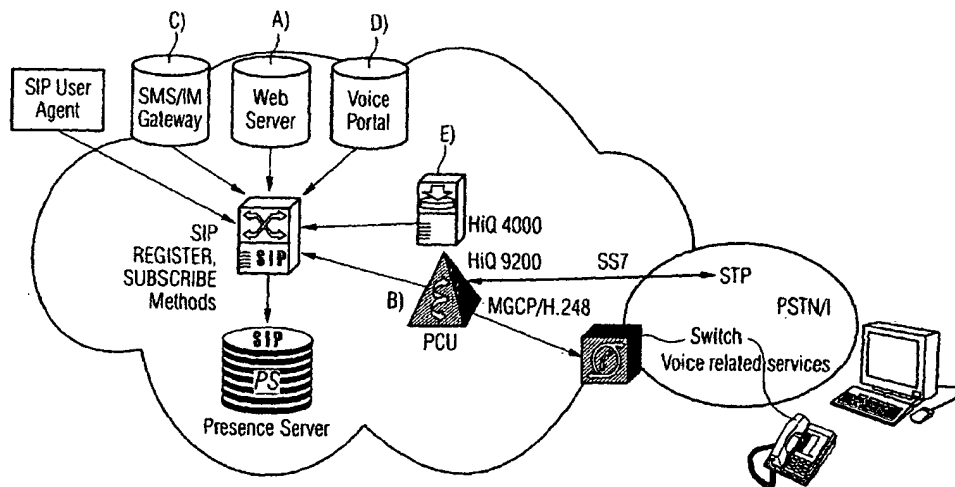 C)
A)
D)
SIP User
Agent
SMS/IM
Gateway
Web
Server
Voice
Portal
E)
HiQ 4000
SIP
SIP
REGISTER,
SUBSCRIBE
Methods
HiQ 9200
SS7
STP
B)
MGCP/H.248
PSTN/I
PCU
Switch
Voice related services
SIP
PS
Presence Server